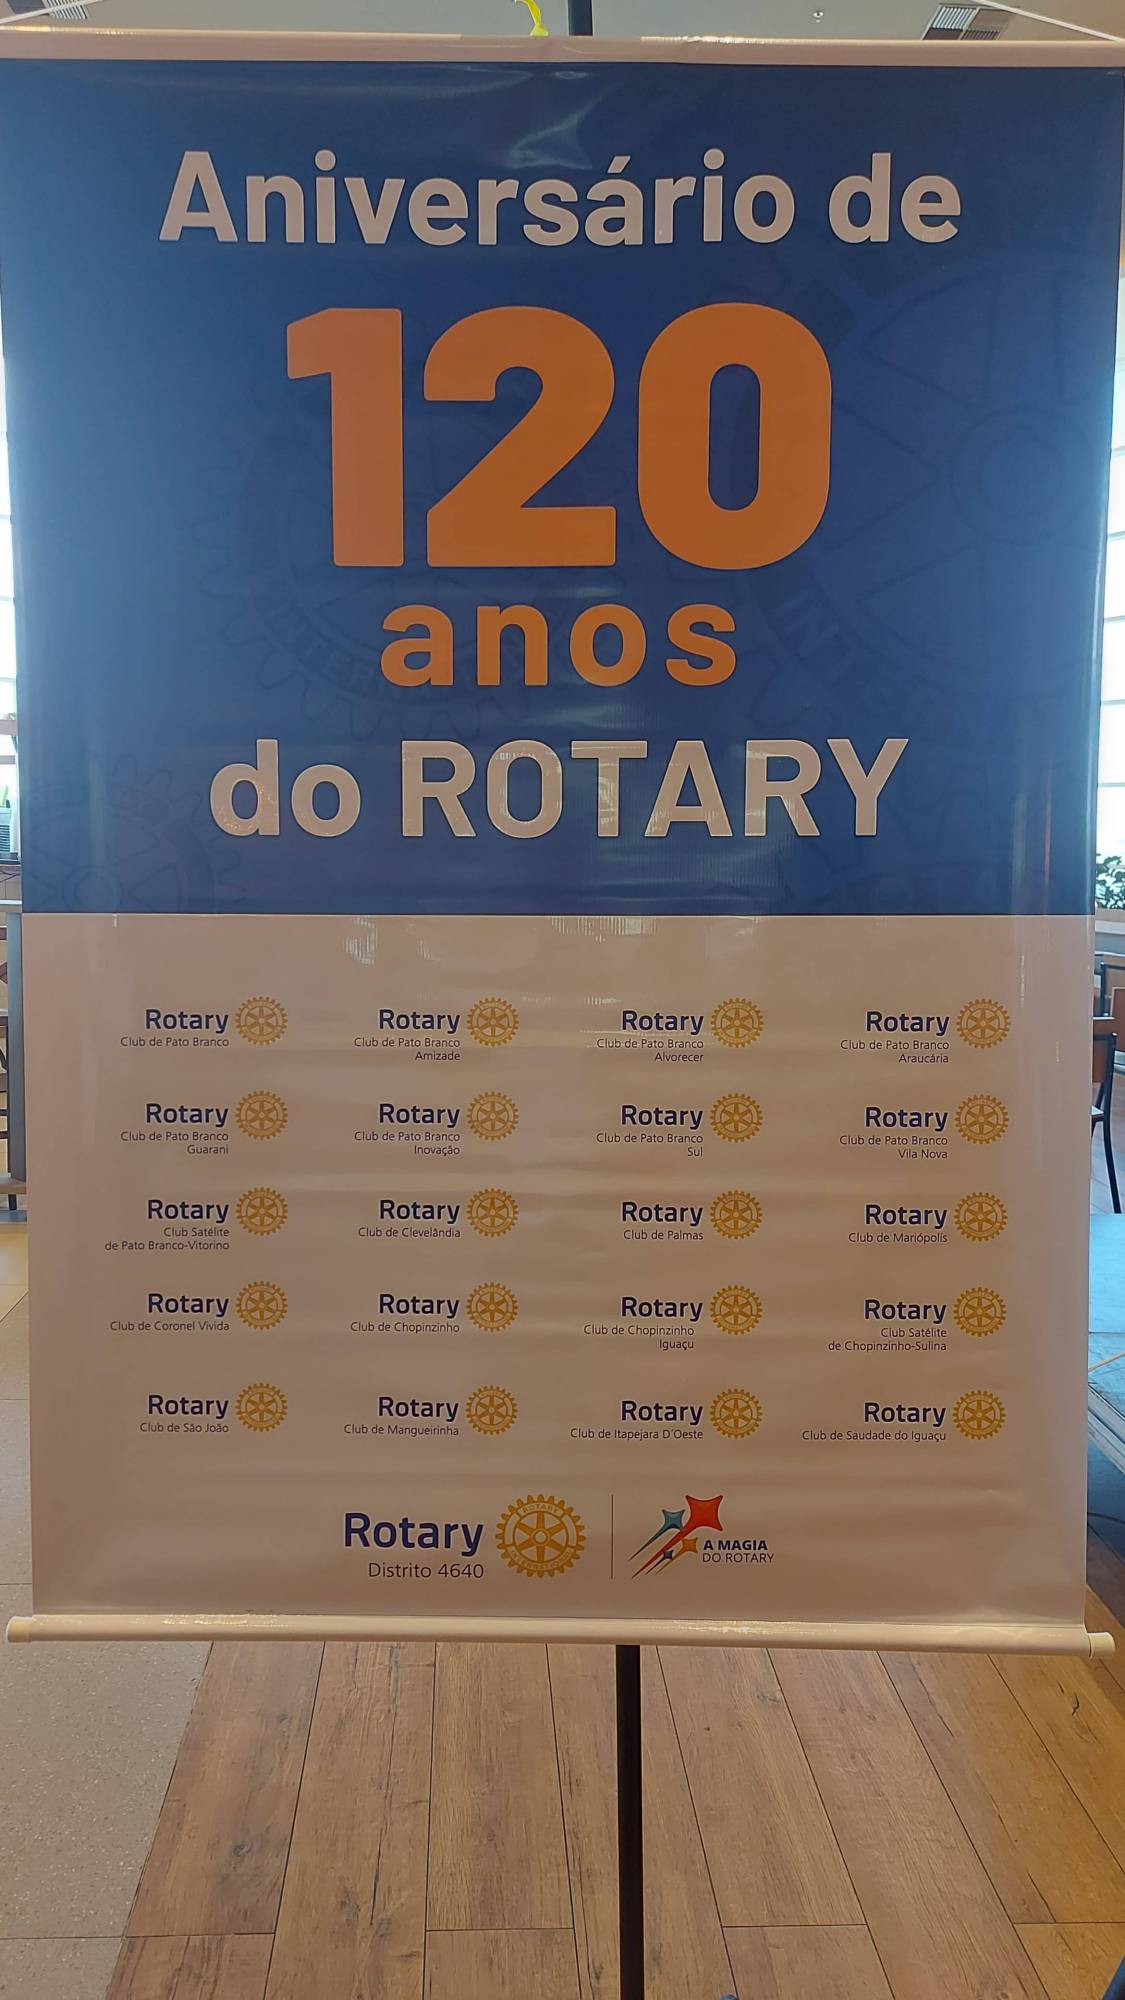 Aniversário de
120
anos
do ROTARY
Rotary
Club de Pato Branco
Rotary
Club de Pato Branco
Amizade
Rotary
Club de Pato Branco
Alvorecer
Rotary
Club de Pato Branco
Araucária
Rotary
Club de Pato Branco
Guarani
Rotary
Club de Pato Branco
Inovação
Rotary
Club de Pato Branco
Sul
Rotary
Club de Pato Branco
Vila Nova
Rotary
Club Satélite
de Pato Branco-Vitorino
Rotary
Club de Clevelândia
Rotary
Club de Palmas
Rotary
Club de Mariópolis
Rotary
Club de Coronel Vivida
Rotary
Club de Chopinzinho
Rotary
Club de Chopinzinho
Iguaçu
Rotary
Club Satélite
de Chopinzinho-Sulina
Rotary
Club de São João
Rotary
Club de Mangueirinha
Rotary
Club de Itapejara D'Oeste
Rotary
Club de Saudade do Iguaçu
Rotary
Distrito 4640
ROTARY
INTERNATIONAL
A MAGIA
DO ROTARY